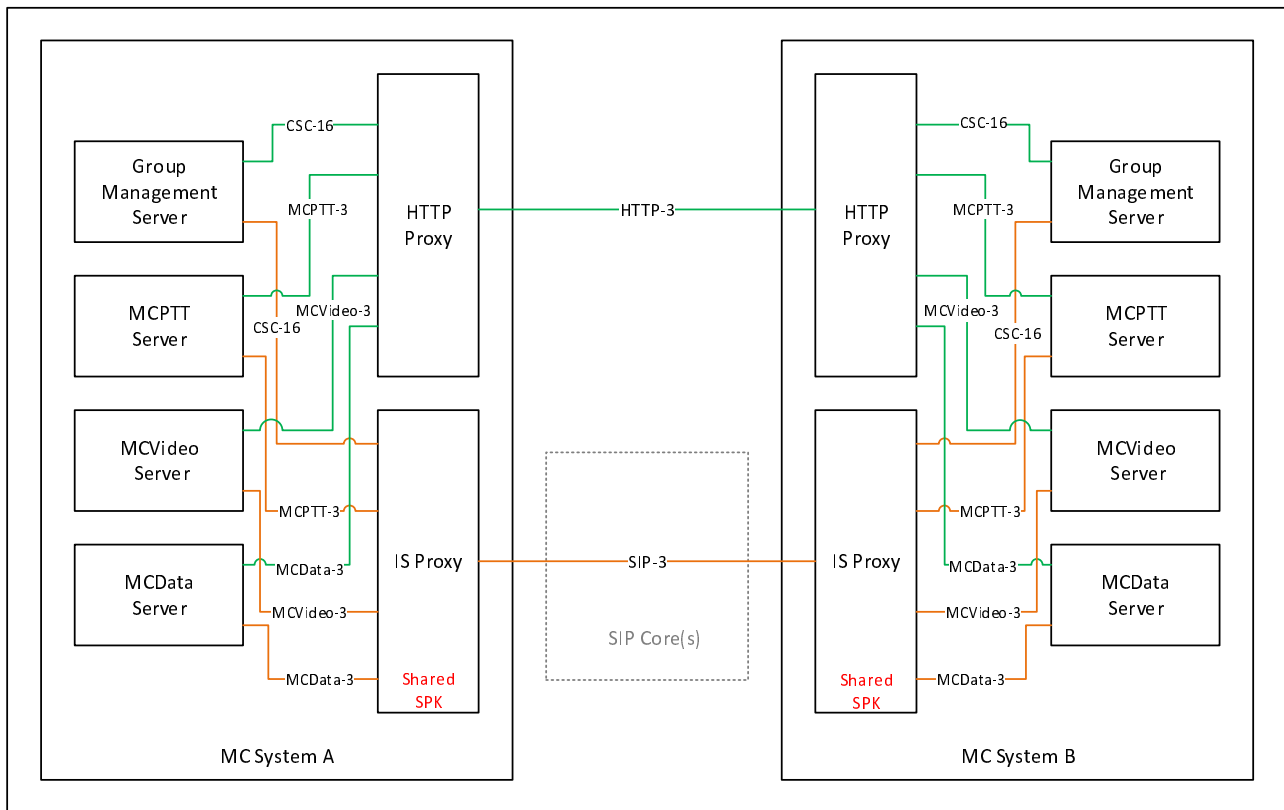 CSC-16
Group
Management
Server
MCPTT-3
HTTP
Proxy
MCPTT
Server
MCVideo-3
CSC-16
MCVideo
Server
MCPTT-3
IS Proxy
MCData-3
MCData
Server
MCVideo-3
MCData-3
Shared
SPK
MC System A
HTTP-3
SIP-3
SIP Core(s)
CSC-16
Group
Management
Server
MCPTT-3
HTTP
Proxy
MCVideo-3
MCPTT
Server
CSC-16
MCVideo
Server
MCPTT-3
IS Proxy
MCData-3
MCData
Server
MCVideo-3
MCData-3
Shared
SPK
MC System B